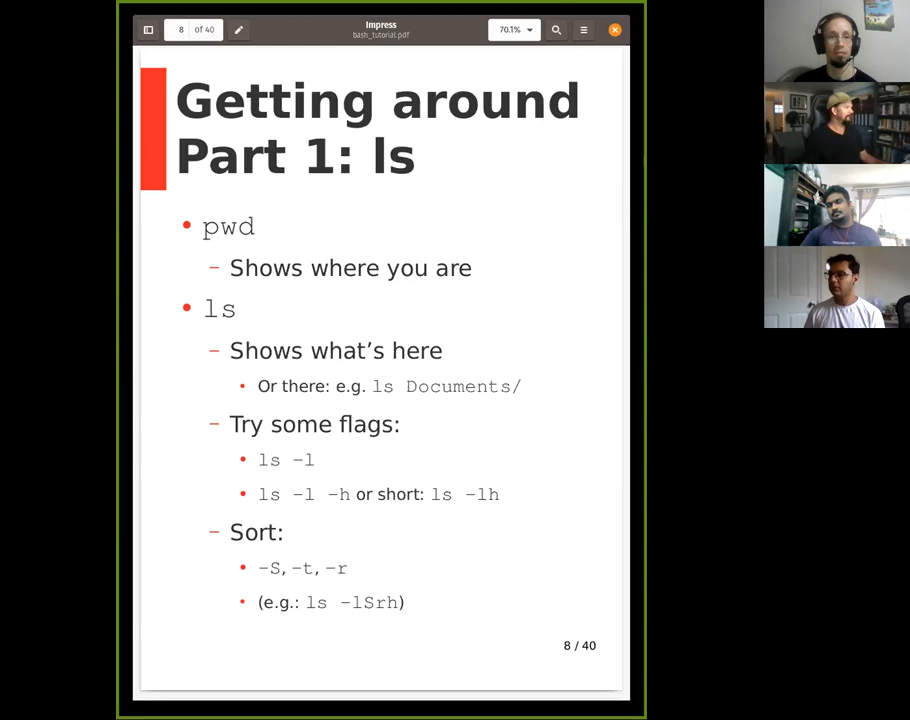 8 of 40
Impress
bash_tutorial.pdf
70.1%
Getting around
Part 1: ls
• pwd
– Shows where you are
• ls
– Shows what’s here
• Or there: e.g. ls Documents/
– Try some flags:
• ls -l
• ls -l -h or short: ls -lh
– Sort:
• -S, -t, -r
• (e.g.: ls -lSrh)
8 / 40